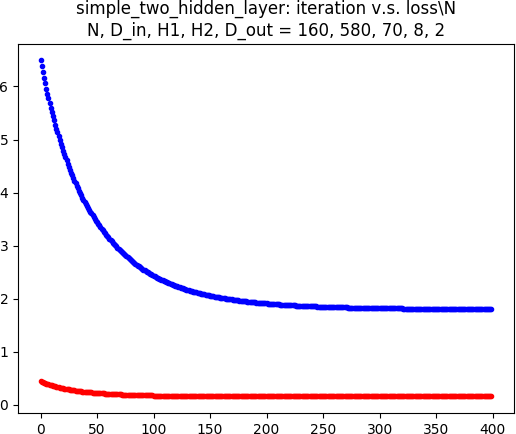 simple_two_hidden_layer: iteration v.s. loss\N
N, D_in, H1, H2, D_out = 160, 580, 70, 8, 2
6
5
4
3
2
1
0
0 50 100 150 200 250 300 350 400